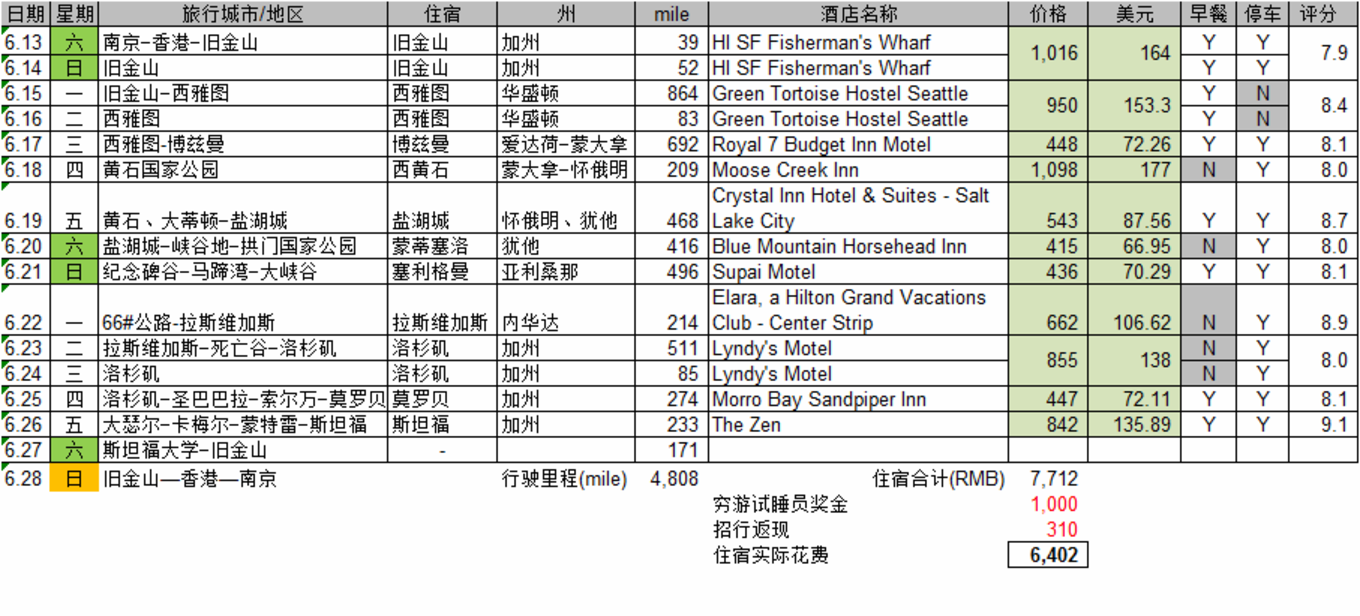 日期 星期 旅行城市/地区 住宿 州 mile 酒店名称 价格 美元 早餐 停车 评分
6.13 六 南京-香港-旧金山 旧金山 加州 39 HI SF Fisherman's Wharf 1,016 164 Y Y 7.9
6.14 日 旧金山 旧金山 加州 52 HI SF Fisherman's Wharf Y Y
6.15 一 旧金山-西雅图 西雅图 华盛顿 864 Green Tortoise Hostel Seattle 950 153.3 Y N 8.4
6.16 二 西雅图 西雅图 华盛顿 83 Green Tortoise Hostel Seattle Y N
6.17 三 西雅图-博兹曼 博兹曼 爱达荷-蒙大拿 692 Royal 7 Budget Inn Motel 448 72.26 Y Y 8.1
6.18 四 黄石国家公园 西黄石 蒙大拿-怀俄明 209 Moose Creek Inn 1,098 177 N Y 8.0
Crystal Inn Hotel & Suites - Salt
6.19 五 黄石、大蒂顿-盐湖城 盐湖城 怀俄明、犹他 468 Lake City 543 87.56 Y Y 8.7
6.20 六 盐湖城-峡谷地-拱门国家公园 蒙蒂塞洛 犹他 416 Blue Mountain Horsehead Inn 415 66.95 N Y 8.0
6.21 日 纪念碑谷-马蹄湾-大峡谷 塞利格曼 亚利桑那 496 Supai Motel 436 70.29 Y Y 8.1
Elara, a Hilton Grand Vacations
6.22 一 66#公路-拉斯维加斯 拉斯维加斯 内华达 214 Club - Center Strip 662 106.62 N Y 8.9
6.23 二 拉斯维加斯-死亡谷-洛杉矶 洛杉矶 加州 511 Lyndy's Motel 855 138 N Y 8.0
6.24 三 洛杉矶 洛杉矶 加州 85 Lyndy's Motel N Y
6.25 四 洛杉矶-圣巴巴拉-索尔万-莫罗贝 莫罗贝 加州 274 Morro Bay Sandpiper Inn 447 72.11 Y Y 8.1
6.26 五 大瑟尔-卡梅尔-蒙特雷-斯坦福 斯坦福 加州 233 The Zen 842 135.89 Y Y 9.1
6.27 六 斯坦福大学-旧金山 - 171
6.28 日 旧金山—香港—南京 行驶里程(mile) 4,808 住宿合计(RMB) 7,712
穷游试睡员奖金 1,000
招行返现 310
住宿实际花费 6,402